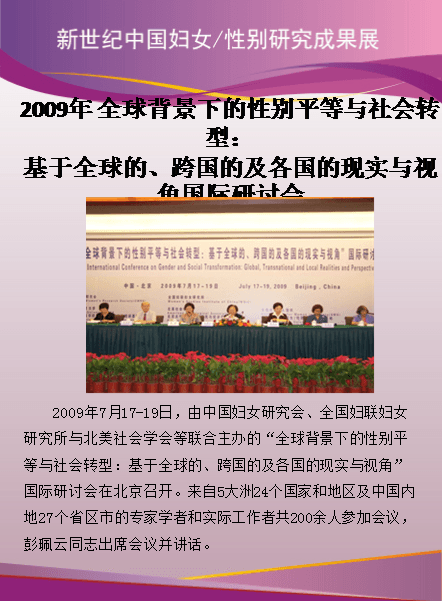 新世纪中国妇女/性别研究成果展
2009年 全球背景下的性别平等与社会转
型：
基于全球的、跨国的及各国的现实与视
角国际研讨会
全球背景下的性别平等与社会转型：基于全球的、跨国的及各国的现实与视角”国际研讨
International Conference on Gender and Social Transformation: Global, Transnational and Local Realities and Perspectiv
中国·北京 2009年7月17-19日 July 17-19, 2009 Beijing, China
2009年7月17-19日，由中国妇女研究会、全国妇联妇女
研究所与北美社会学会等联合主办的“全球背景下的性别平
等与社会转型：基于全球的、跨国的及各国的现实与视角”
国际研讨会在北京召开。来自5大洲24个国家和地区及中国内
地27个省区市的专家学者和实际工作者共200余人参加会议，
彭珮云同志出席会议并讲话。